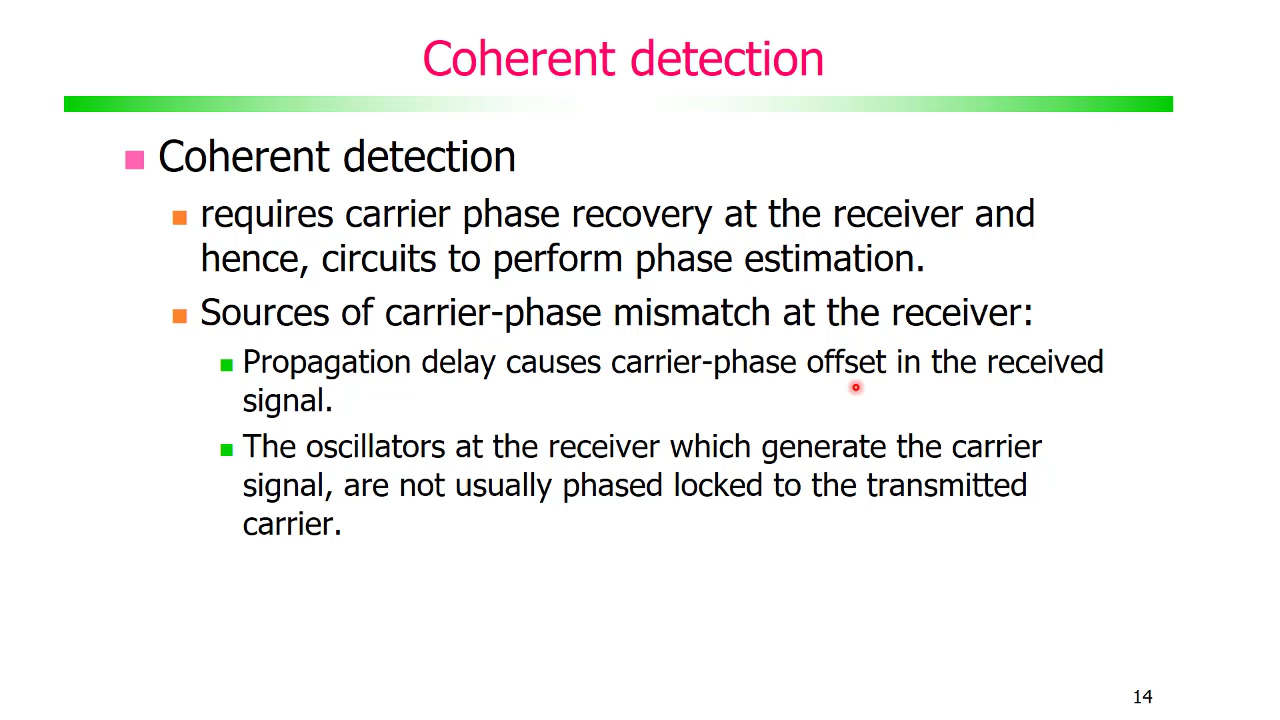 Coherent detection
Coherent detection
requires carrier phase recovery at the receiver and
hence, circuits to perform phase estimation.
Sources of carrier-phase mismatch at the receiver:
Propagation delay causes carrier-phase offset in the received
signal.
The oscillators at the receiver which generate the carrier
signal, are not usually phased locked to the transmitted
carrier.
14